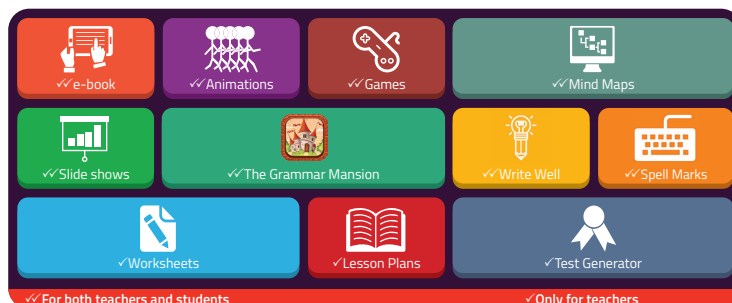 ✓✓e-book
✓✓Animations
✓✓Games
✓✓Mind Maps
✓✓Slide shows
✓✓The Grammar Mansion
✓✓Write Well
✓✓Spell Marks
✓Worksheets
✓Lesson Plans
✓Test Generator
✓✓For both teachers and students ✓Only for teachers